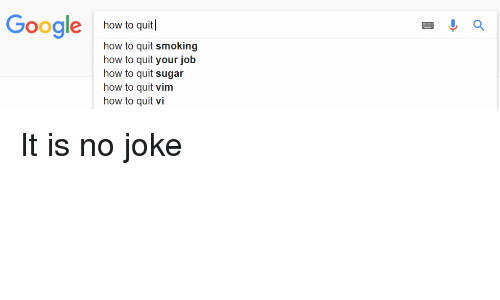 Google
how to quit
how to quit smoking
how to quit your job
how to quit sugar
how to quit vim
how to quit vi
It is no joke